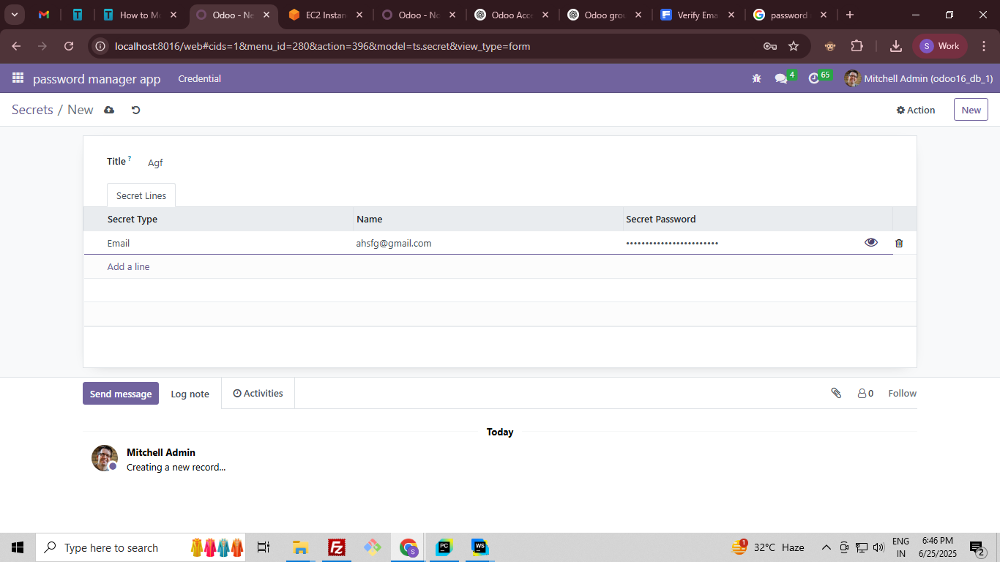 How to Mo
Odoo - Ne
EC2 Instan
Odoo - No
Odoo Acce
Odoo grou
Verify Ema
password
localhost:8016/web#cids=1&menu_id=280&action=396&model=ts.secret&view_type=form
S Work
password manager app Credential
4 65 Mitchell Admin (odoo16_db_1)
Secrets / New
Action New
Title ? Agf
Secret Lines
Secret Type Name Secret Password
Email ahsfg@gmail.com ••••••••••••••••••••••••
Add a line
Send message Log note Activities 0 Follow
Today
Mitchell Admin
Creating a new record...
Type here to search
1 32°C Haze
ENG
IN
6:46 PM
6/25/2025
2